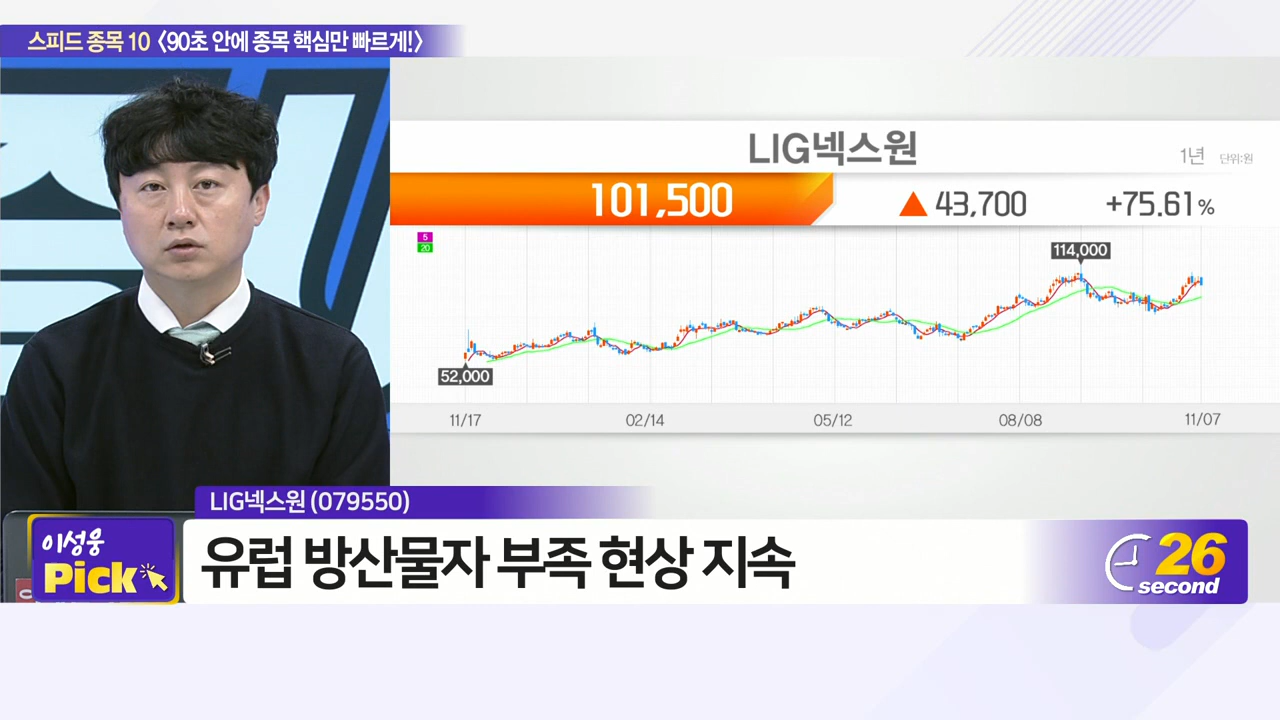 스피드 종목 10 〈90초 안에 종목 핵심만 빠르게!〉
LIG넥스원
1년 단위:원
101,500 ▲ 43,700 +75.61%
5
20
114,000
52,000
11/17 02/14 05/12 08/08 11/07
LIG넥스원 (079550)
이성웅
Pick
유럽 방산물자 부족 현상 지속
26
second